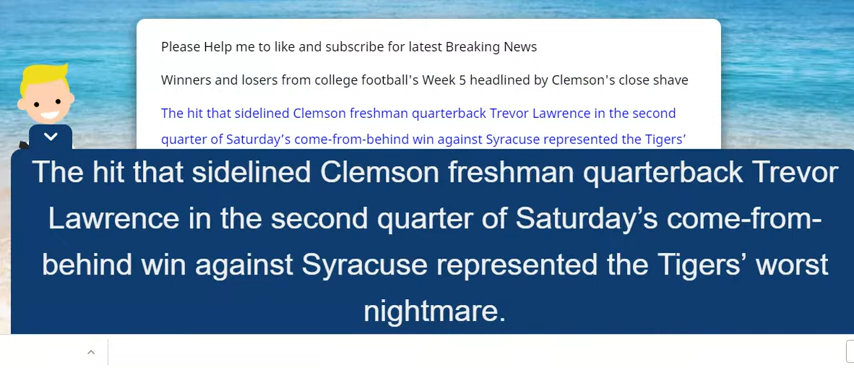 Please Help me to like and subscribe for latest Breaking News
Winners and losers from college football's Week 5 headlined by Clemson's close shave
The hit that sidelined Clemson freshman quarterback Trevor Lawrence in the second
quarter of Saturday’s come-from-behind win against Syracuse represented the Tigers’
The hit that sidelined Clemson freshman quarterback Trevor
Lawrence in the second quarter of Saturday’s come-from-
behind win against Syracuse represented the Tigers’ worst
nightmare.